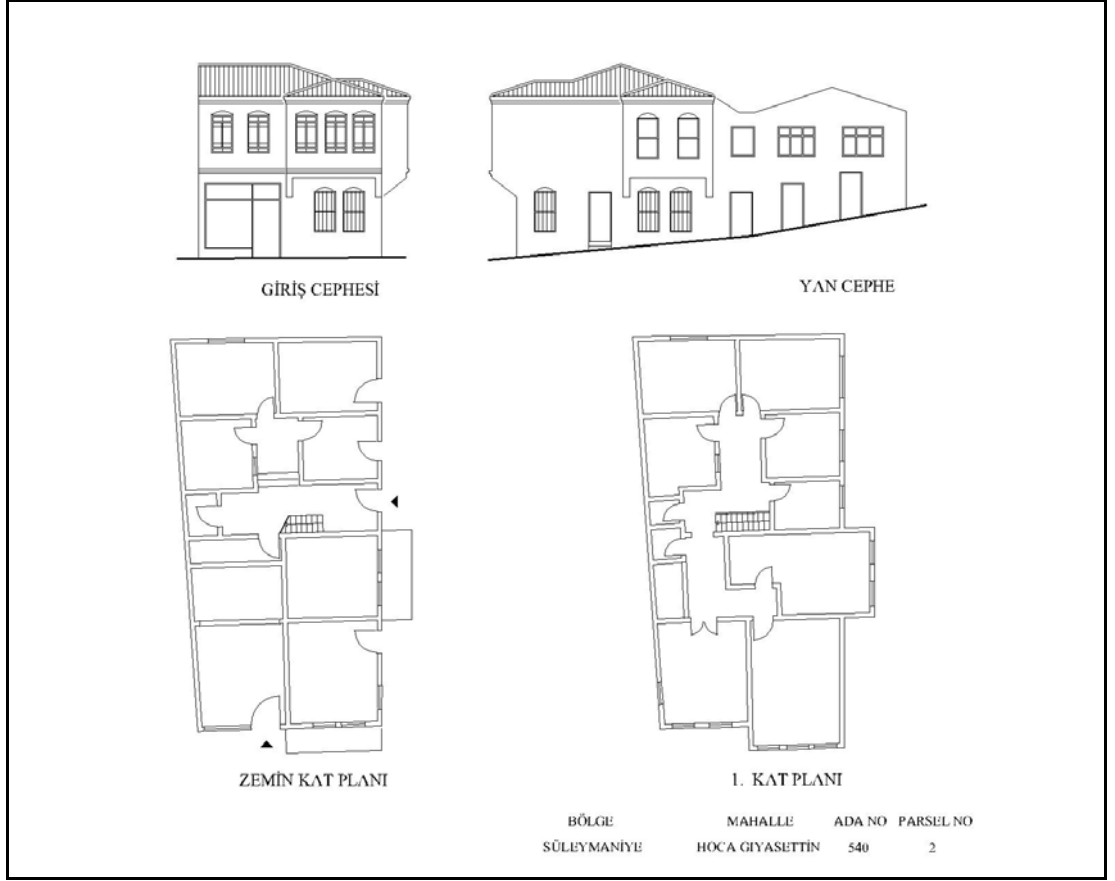 GİRİŞ CEPHESİ
YAN CEPHE
ZEMİN KAT PLANI
1. KAT PLANI
BÖLGE MAHALLE ADA NO PARSEL NO
SÜLEYMANİYE HOCA GIYASETTİN 540 2